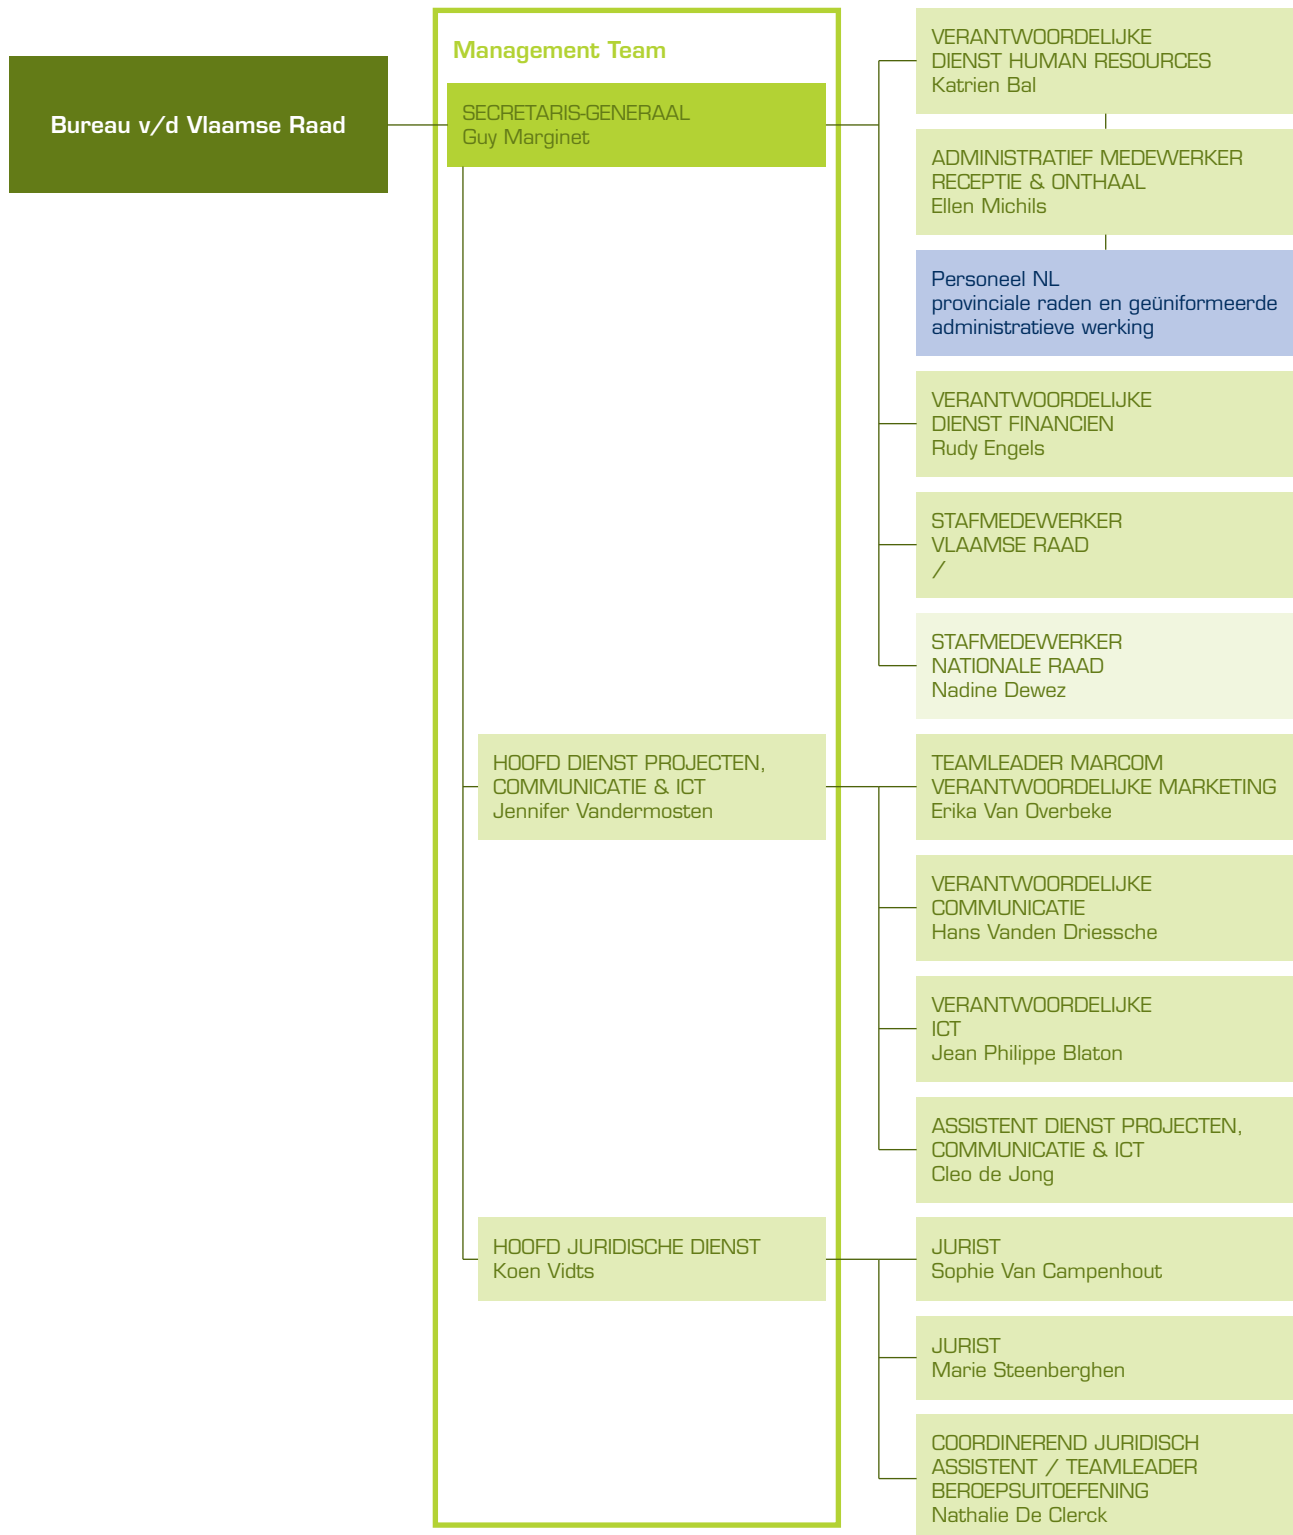 Bureau v/d Vlaamse Raad
Management Team
SECRETARIS-GENERAAL
Guy Marginet
VERANTWOORDELIJKE
DIENST HUMAN RESOURCES
Katrien Bal
ADMINISTRATIEF MEDEWERKER
RECEPTIE & ONTHAAL
Ellen Michils
Personeel NL
provinciale raden en geüniformeerde
administratieve werking
VERANTWOORDELIJKE
DIENST FINANCIEN
Rudy Engels
STAFMEDEWERKER
VLAAMSE RAAD
/
STAFMEDEWERKER
NATIONALE RAAD
Nadine Dewez
HOOFD DIENST PROJECTEN,
COMMUNICATIE & ICT
Jennifer Vandermosten
TEAMLEADER MARCOM
VERANTWOORDELIJKE MARKETING
Erika Van Overbeke
VERANTWOORDELIJKE
COMMUNICATIE
Hans Vanden Driessche
VERANTWOORDELIJKE
ICT
Jean Philippe Blaton
ASSISTENT DIENST PROJECTEN,
COMMUNICATIE & ICT
Cleo de Jong
HOOFD JURIDISCHE DIENST
Koen Vidts
JURIST
Sophie Van Campenhout
JURIST
Marie Steenberghen
COORDINEREND JURIDISCH
ASSISTENT / TEAMLEADER
BEROEPSUITOEFENING
Nathalie De Clerck